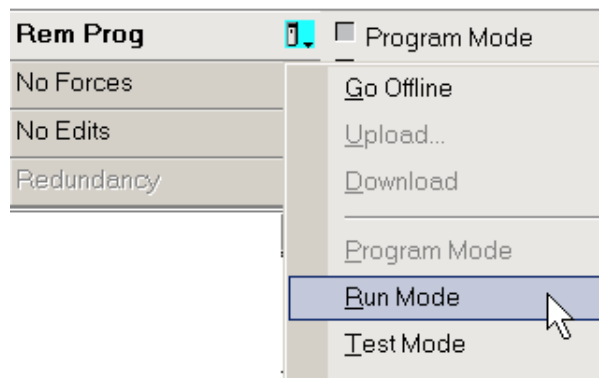 Rem Prog
Program Mode
No Forces
Go Offline
No Edits
Upload...
Redundancy
Download
Program Mode
Run Mode
Test Mode